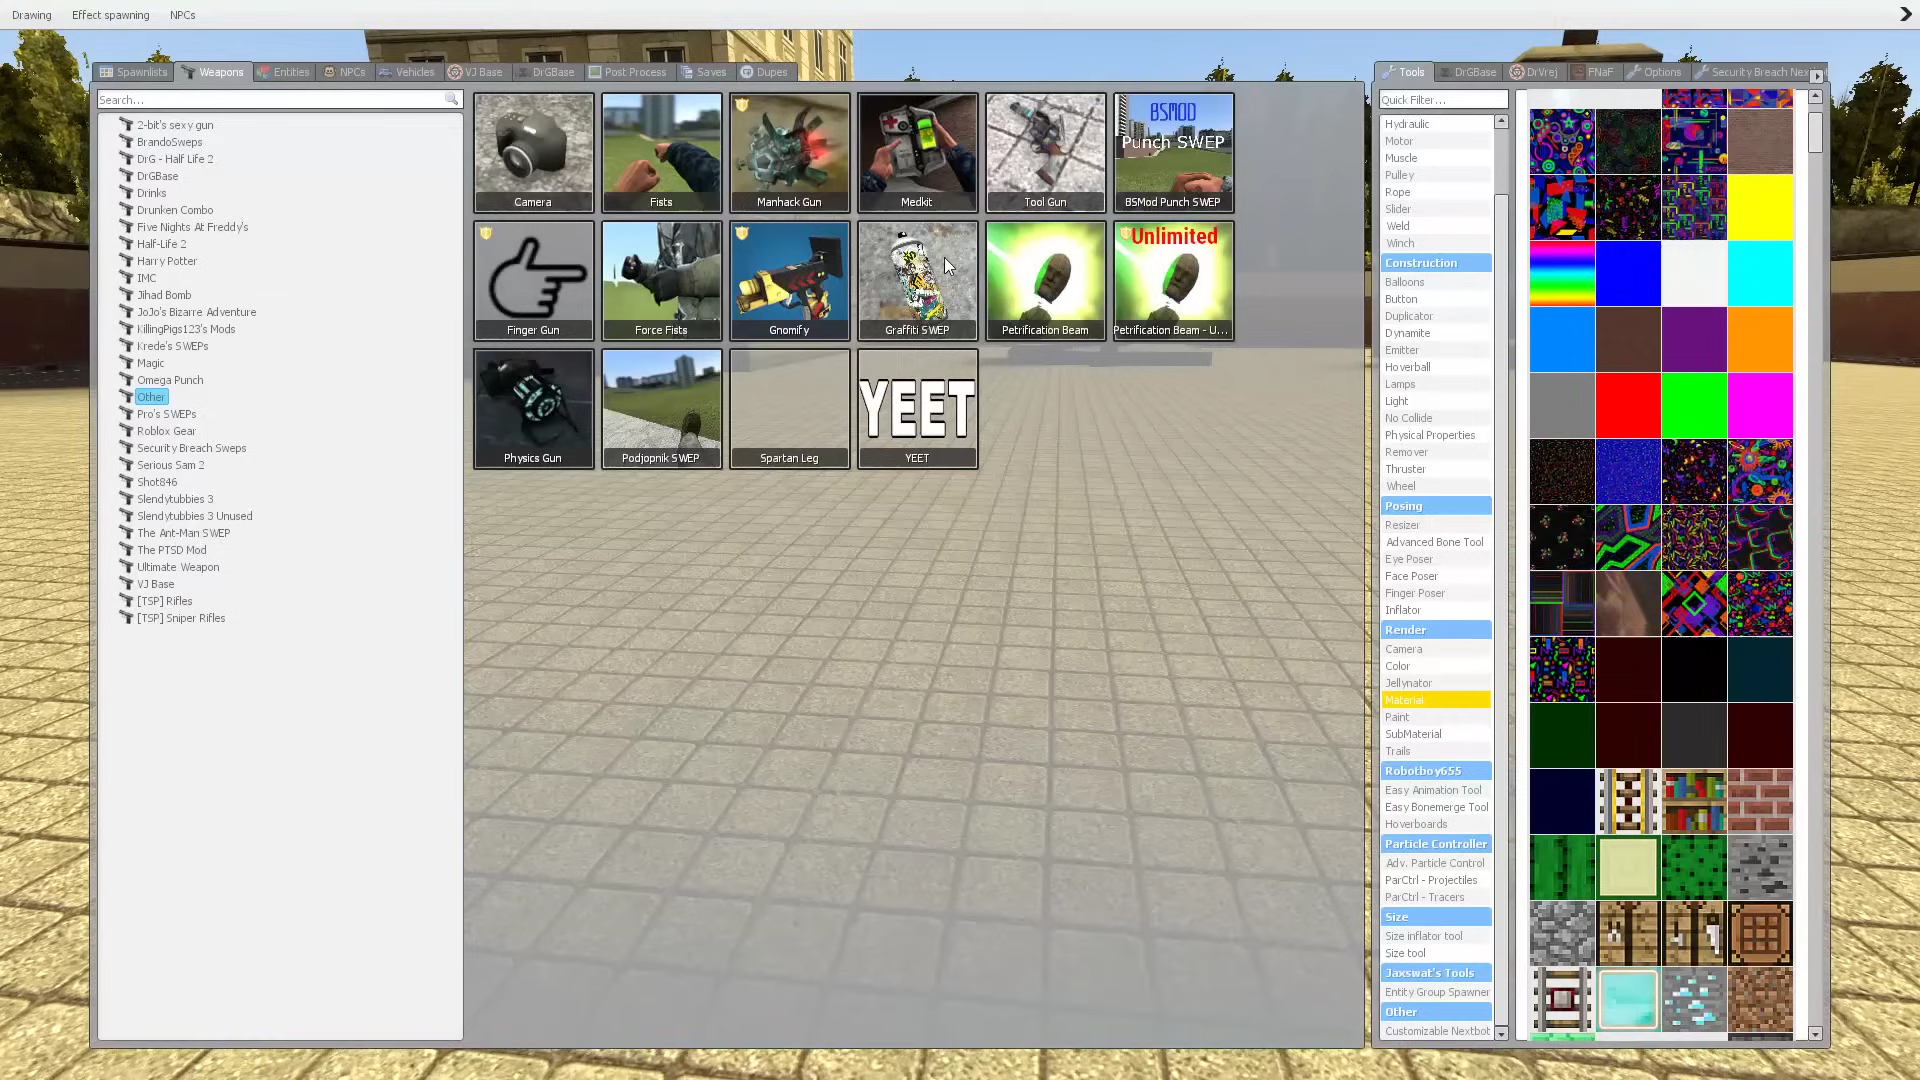 Drawing Effect spawning NPCs
Spawnlists Weapons Entities NPCs Vehicles VJ Base DrGBase Post Process Saves Dupes
Search...
2-bit's sexy gun
BrandoSweps
DrG - Half Life 2
DrGBase
Drinks
Drunken Combo
Five Nights At Freddy's
Half-Life 2
Harry Potter
IMC
Jihad Bomb
JoJo's Bizarre Adventure
KillingPigs123's Mods
Krede's SWEPs
Magic
Omega Punch
Other
Pro's SWEPs
Roblox Gear
Security Breach Sweps
Serious Sam 2
Shot846
Slendytubbies 3
Slendytubbies 3 Unused
The Ant-Man SWEP
The PTSD Mod
Ultimate Weapon
VJ Base
[TSP] Rifles
[TSP] Sniper Rifles
BSMOD
Punch SWEP
Camera Fists Manhack Gun Medkit Tool Gun BSMod Punch SWEP
Unlimited
Finger Gun Force Fists Gnomify Graffiti SWEP Petrification Beam Petrification Beam - U...
YEET
Physics Gun Podjopnik SWEP Spartan Leg YEET
Tools DrGBase DrVrej FNaF Options Security Breach Nextbot
Quick Filter...
Hydraulic
Motor
Muscle
Pulley
Rope
Slider
Weld
Winch
Construction
Balloons
Button
Duplicator
Dynamite
Emitter
Hoverball
Lamps
Light
No Collide
Physical Properties
Remover
Thruster
Wheel
Posing
Resizer
Advanced Bone Tool
Eye Poser
Face Poser
Finger Poser
Inflator
Render
Camera
Color
Jellynator
Material
Paint
SubMaterial
Trails
Robotboy655
Easy Animation Tool
Easy Bonemerge Tool
Hoverboards
Particle Controller
Adv. Particle Control
ParCtrl - Projectiles
ParCtrl - Tracers
Size
Size inflator tool
Size tool
Jaxswat's Tools
Entity Group Spawner
Other
Customizable Nextbot